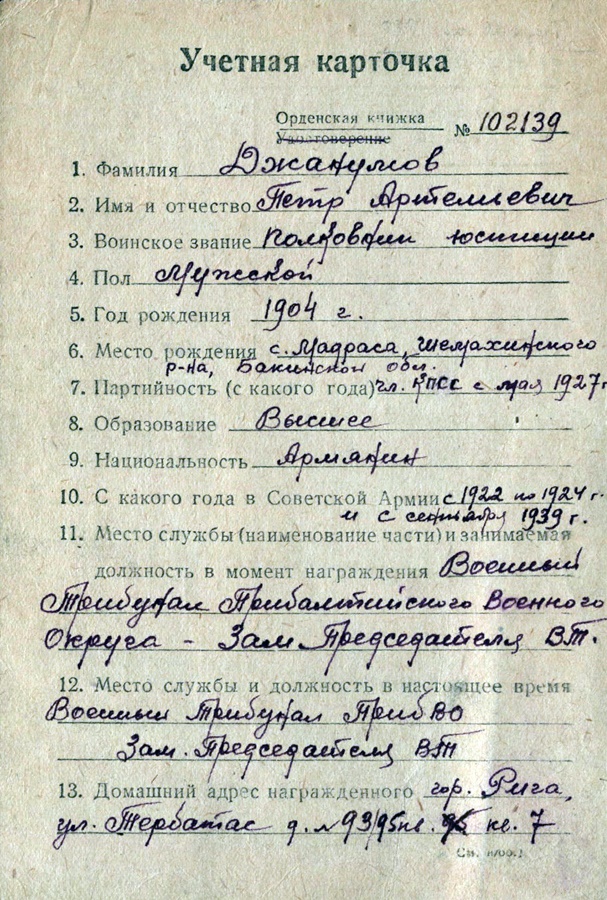 Учетная карточка
Орденская книжка
Удостоверение № 102139
1. Фамилия Джанумов
2. Имя и отчество Петр Артемьевич
3. Воинское звание полковник юстиции
4. Пол Мужской
5. Год рождения 1904 г.
6. Место рождения с. Мадраса, Шемахинского
р-на, Бакинской обл.
7. Партийность (с какого года) чл. КПСС с мая 1927 г
8. Образование Высшее
9. Национальность Армянин
10. С какого года в Советской Армии с 1922 по 1924 г.
и с сентября 1939 г.
11. Место службы (наименование части) и занимаемая
должность в момент награждения Военный
Трибунал Прибалтийского Военного
Округа - Зам. Председателя ВТ.
12. Место службы и должность в настоящее время
Военный Трибунал ПрибВО
Зам. Председателя ВТ
13. Домашний адрес награжденного гор. Рига,
ул. Тербатас д. № 93/95 кв. 7
См. н/об.)